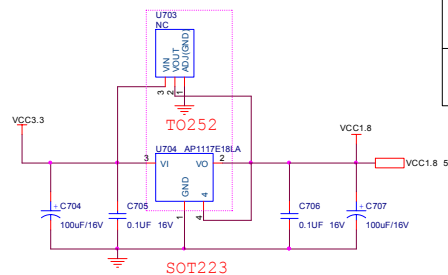 U703
NC
VIN
VOUT
ADJ(GND)
3
2
1
TO252
VCC3.3
VCC1.8
U704 AP1117E18LA
3 VI VO 2
VCC1.8 5
GND
4
1
4
C704
100uF/16V
C705
0.1UF 16V
C706
0.1UF 16V
C707
100uF/16V
SOT223